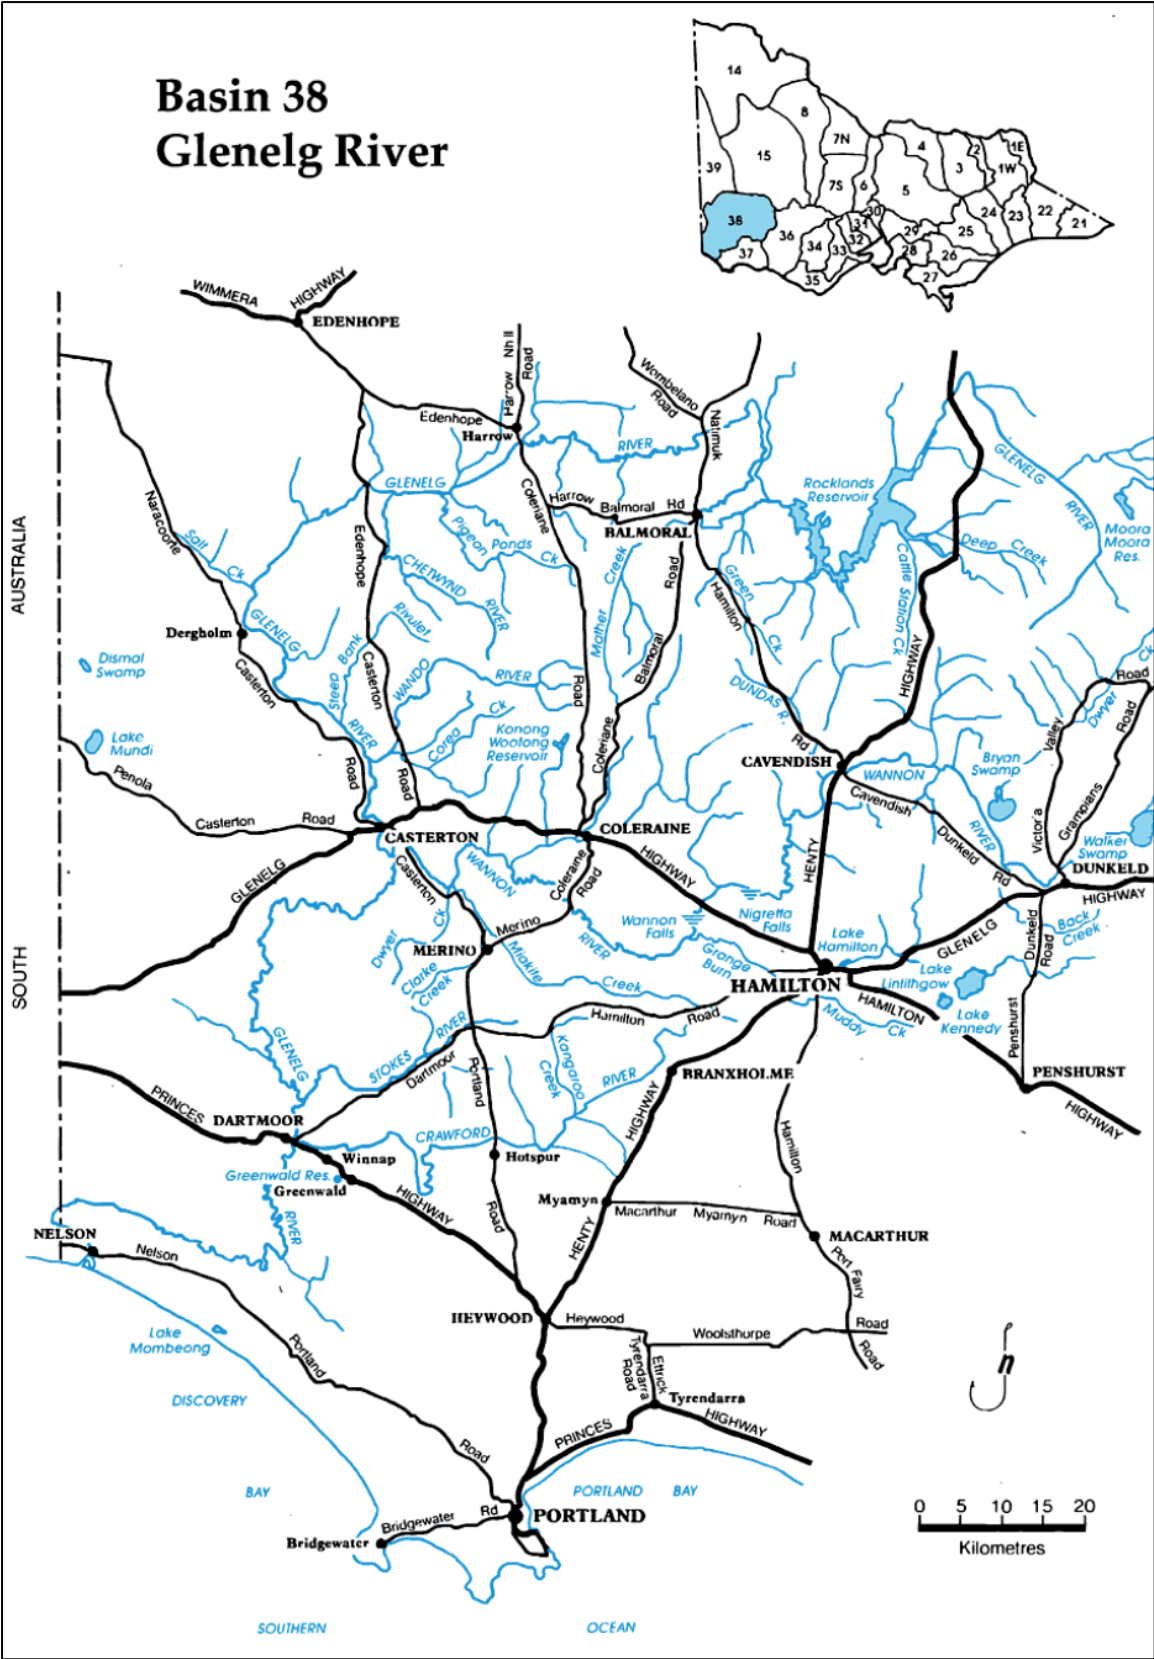 Basin 38
Glenelg River
14
8
7N
4
2
1E
15
39
3
1W
7S
6
5
38
30
24
23
22
21
36
31
29
25
34
32
33
28
26
37
27
35
WIMMERA
HIGHWAY
EDENHOPE
Harrow Nhill
Road
Wombelano
Road
Natimuk
Edenhope
Harrow
RIVER
GLENELG
RIVER
GLENELG
Rocklands
Reservoir
Naracoorte
Coleriane
Harrow
Balmoral
Rd
BALMORAL
Moora
Moora
Res.
Pigeon
Ponds
Ck
Salt
Ck
Edenhope
CHETWYND
RIVER
Creek
Mather
Road
Green
Ck
Hamilton
Cattle Station Ck
Deep
Creek
AUSTRALIA
GLENELG
Dergholm
Rivulet
Steep
Bank
Casterton
Dismal
Swamp
Casterton
WANDO
RIVER
Balmoral
Road
HIGHWAY
Ck
Road
Dwyer
Road
DUNDAS R.
RIVER
Corea
Ck
Konong
Wootong
Reservoir
Coleriane
Rd
Valley
Lake
Mundi
Penola
Road
Road
CAVENDISH
WANNON
Bryan
Swamp
Cavendish
Grampians
Victoria
Casterton
Road
CASTERTON
COLERAINE
Dunkeld
RIVER
Walker
Swamp
GLENELG
Casterton
WANNON
Coleraine
Road
HIGHWAY
HENTY
Rd
DUNKELD
HIGHWAY
Wannon
Falls
Nigretta
Falls
Merino
Ck
Dwyer
MERINO
Clarke
Creek
Miakite
Creek
RIVER
Grange
Burn
Lake
Hamilton
GLENELG
Dunkeld
Road
Back
Creek
SOUTH
HAMILTON
Lake
Linlithgow
HAMILTON
Lake
Kennedy
Muddy
Ck
Hamilton
Road
RIVER
GLENELG
STOKES
Dartmoor
Portland
Kangaroo
Creek
RIVER
Penshurst
BRANXHOLME
PENSHURST
HIGHWAY
PRINCES
DARTMOOR
HIGHWAY
CRAWFORD
Hotspur
Hamilton
Winnap
Greenwald Res.
Greenwald
RIVER
HIGHWAY
Road
Myamyn
Macarthur
Myamyn
Road
HENTY
MACARTHUR
NELSON
Nelson
Port Fairy
HEYWOOD
Heywood
Woolsthorpe
Road
Road
Lake
Mombeong
Portland
Tyrendarra
Road
Ettrick
Tyrendarra
n
DISCOVERY
BAY
PRINCES
HIGHWAY
Road
PORTLAND
BAY
Bridgewater
Rd
PORTLAND
Bridgewater
0
5
10
15
20
Kilometres
SOUTHERN
OCEAN